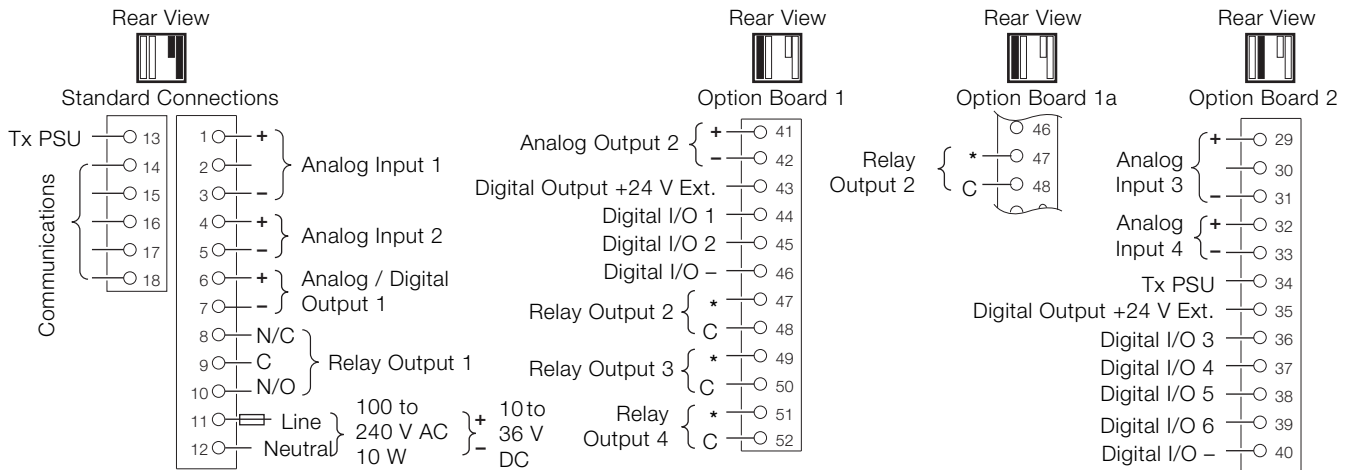 Rear View
Standard Connections
Tx PSU
13
14
15
16
17
18
Communications
1 +
2
3 –
Analog Input 1
4 +
5 –
Analog Input 2
6 +
7 –
Analog / Digital
Output 1
8 N/C
9 C
10 N/O
Relay Output 1
11 Line
12 Neutral
100 to
240 V AC
10 W
+
–
10 to
36 V
DC
Rear View
Option Board 1
Analog Output 2
+ 41
– 42
Digital Output +24 V Ext. 43
Digital I/O 1 44
Digital I/O 2 45
Digital I/O – 46
Relay Output 2
* 47
C 48
Relay Output 3
* 49
C 50
Relay
Output 4
* 51
C 52
Rear View
Option Board 1a
46
Relay
Output 2
* 47
C 48
Rear View
Option Board 2
Analog
Input 3
+ 29
30
– 31
Analog
Input 4
+ 32
– 33
Tx PSU 34
Digital Output +24 V Ext. 35
Digital I/O 3 36
Digital I/O 4 37
Digital I/O 5 38
Digital I/O 6 39
Digital I/O – 40